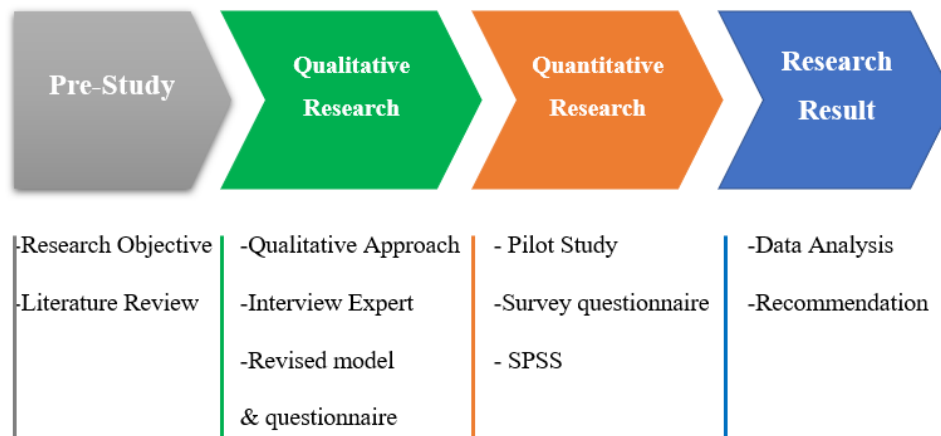 Pre-Study
Qualitative
Research
Quantitative
Research
Research
Result
-Research Objective
-Literature Review
-Qualitative Approach
-Interview Expert
-Revised model
& questionnaire
- Pilot Study
-Survey questionnaire
- SPSS
-Data Analysis
-Recommendation